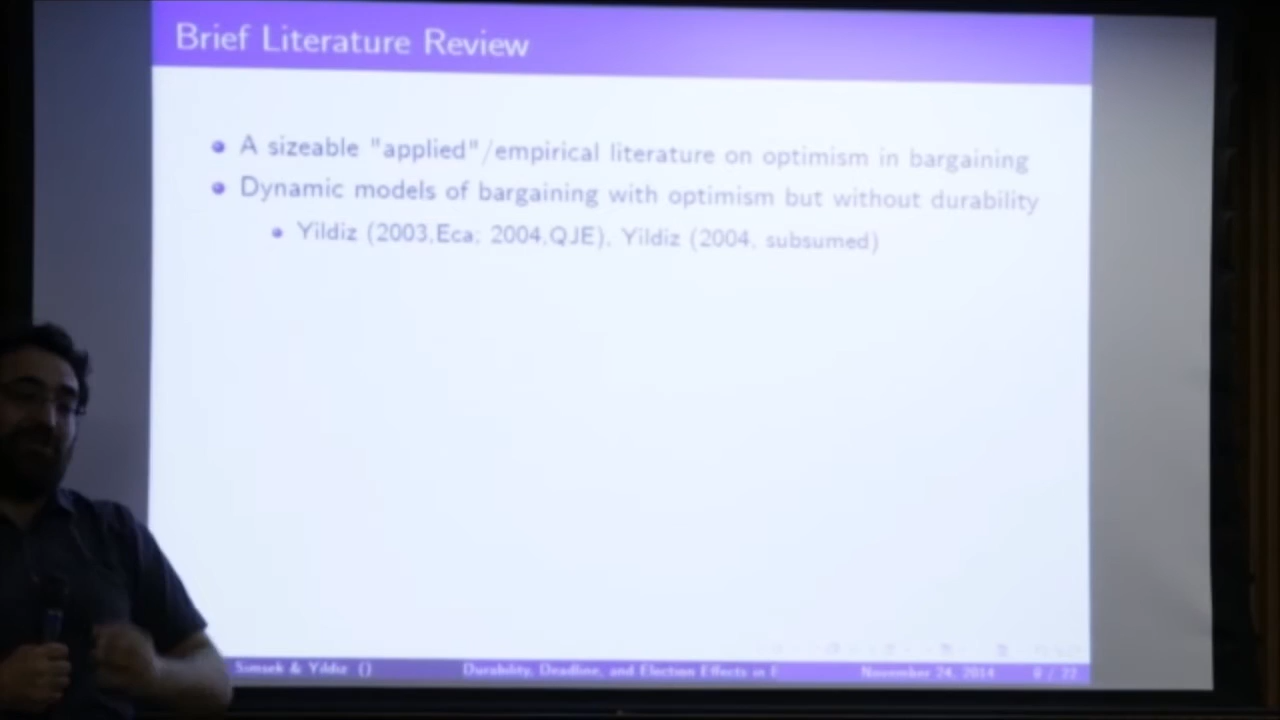 Brief Literature Review
A sizeable "applied"/empirical literature on optimism in bargaining
Dynamic models of bargaining with optimism but without durability
Yildiz (2003,Eca; 2004,QJE), Yildiz (2004, subsumed)
Simsek & Yildiz ()
Durability, Deadline, and Election Effects in
November 24, 2014
/ 22